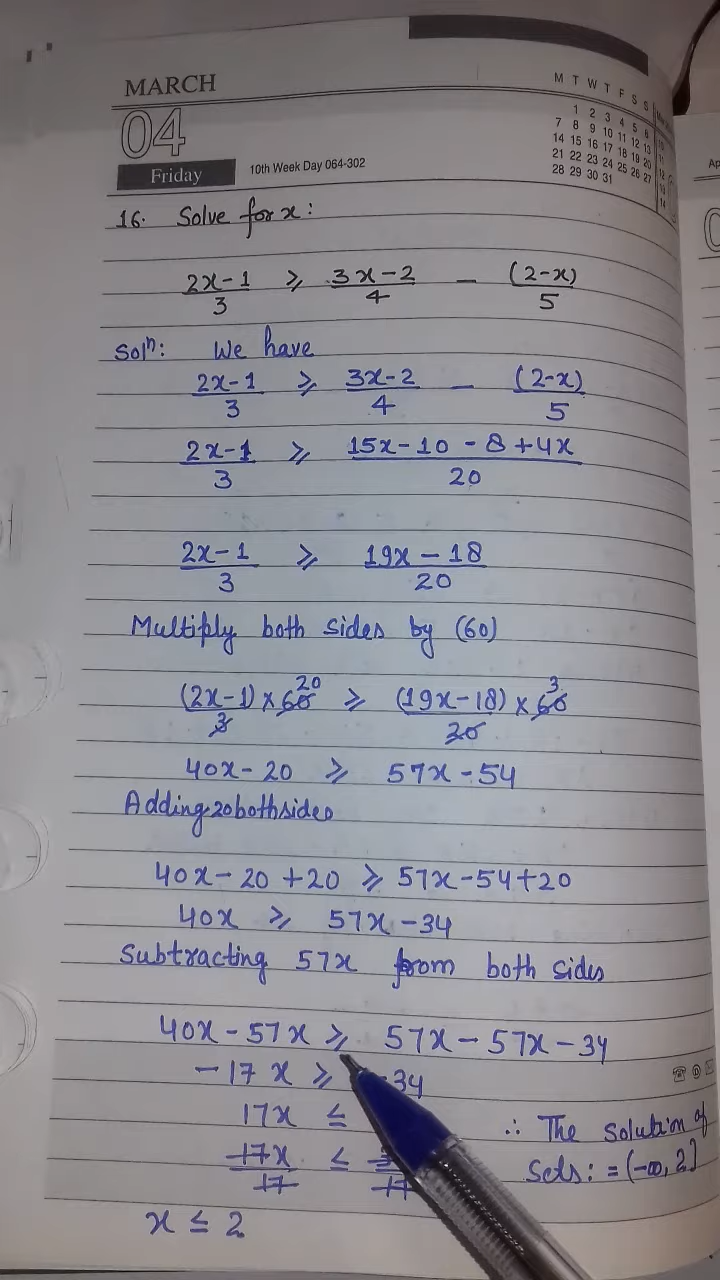 MARCH
04
Friday
10th Week Day 064-302
M T W T F S S
1 2 3 4 5 6
7 8 9 10 11 12 13
14 15 16 17 18 19 20
21 22 23 24 25 26 27
28 29 30 31
16. Solve for x:
(2x-1)/3 ⩾ (3x-2)/4 - (2-x)/5
Solⁿ: We have
(2x-1)/3 ⩾ (3x-2)/4 - (2-x)/5
(2x-1)/3 ⩾ (15x-10-8+4x)/20
(2x-1)/3 ⩾ (19x-18)/20
Multiply both sides by (60)
(2x-1)/3 × 60 20 ⩾ (19x-18)/20 × 60 3
40x-20 ⩾ 57x-54
Adding 20 both sides
40x-20+20 ⩾ 57x-54+20
40x ⩾ 57x-34
Subtracting 57x from both sides
40x-57x ⩾ 57x-57x-34
-17x ⩾ -34
17x ≤
17x/17 ≤ /17
x ≤ 2
∴ The solution of
Sets: = (-∞, 2]